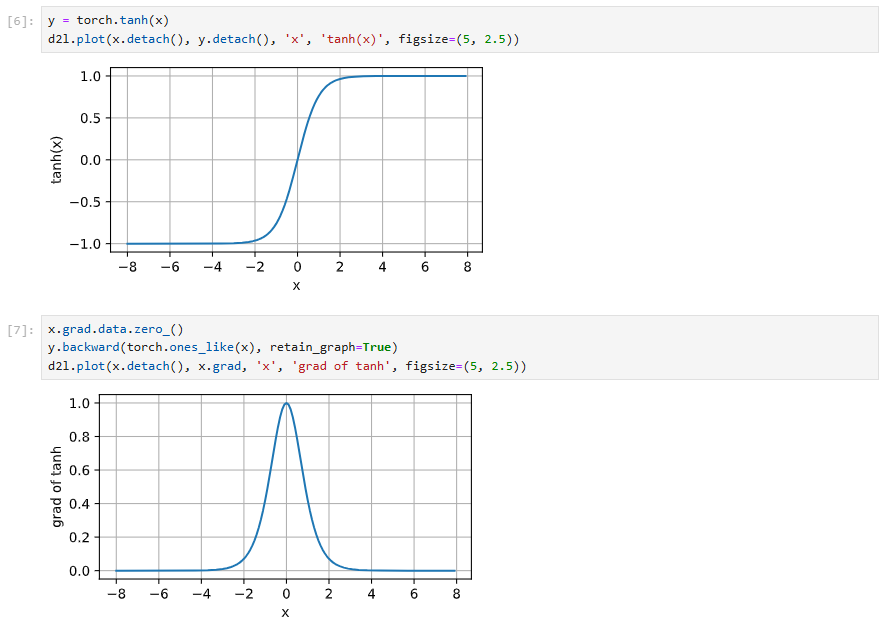 [6]: y = torch.tanh(x)
d2l.plot(x.detach(), y.detach(), 'x', 'tanh(x)', figsize=(5, 2.5))
1.0
0.5
0.0
−0.5
−1.0
tanh(x)
−8 −6 −4 −2 0 2 4 6 8
x
[7]: x.grad.data.zero_()
y.backward(torch.ones_like(x), retain_graph=True)
d2l.plot(x.detach(), x.grad, 'x', 'grad of tanh', figsize=(5, 2.5))
1.0
0.8
0.6
0.4
0.2
0.0
grad of tanh
−8 −6 −4 −2 0 2 4 6 8
x